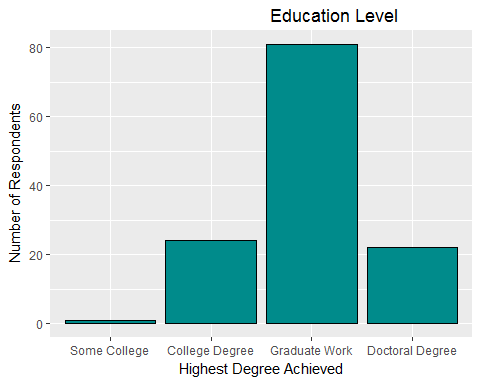 Education Level
Number of Respondents
80
60
40
20
0
Some College
College Degree
Graduate Work
Doctoral Degree
Highest Degree Achieved